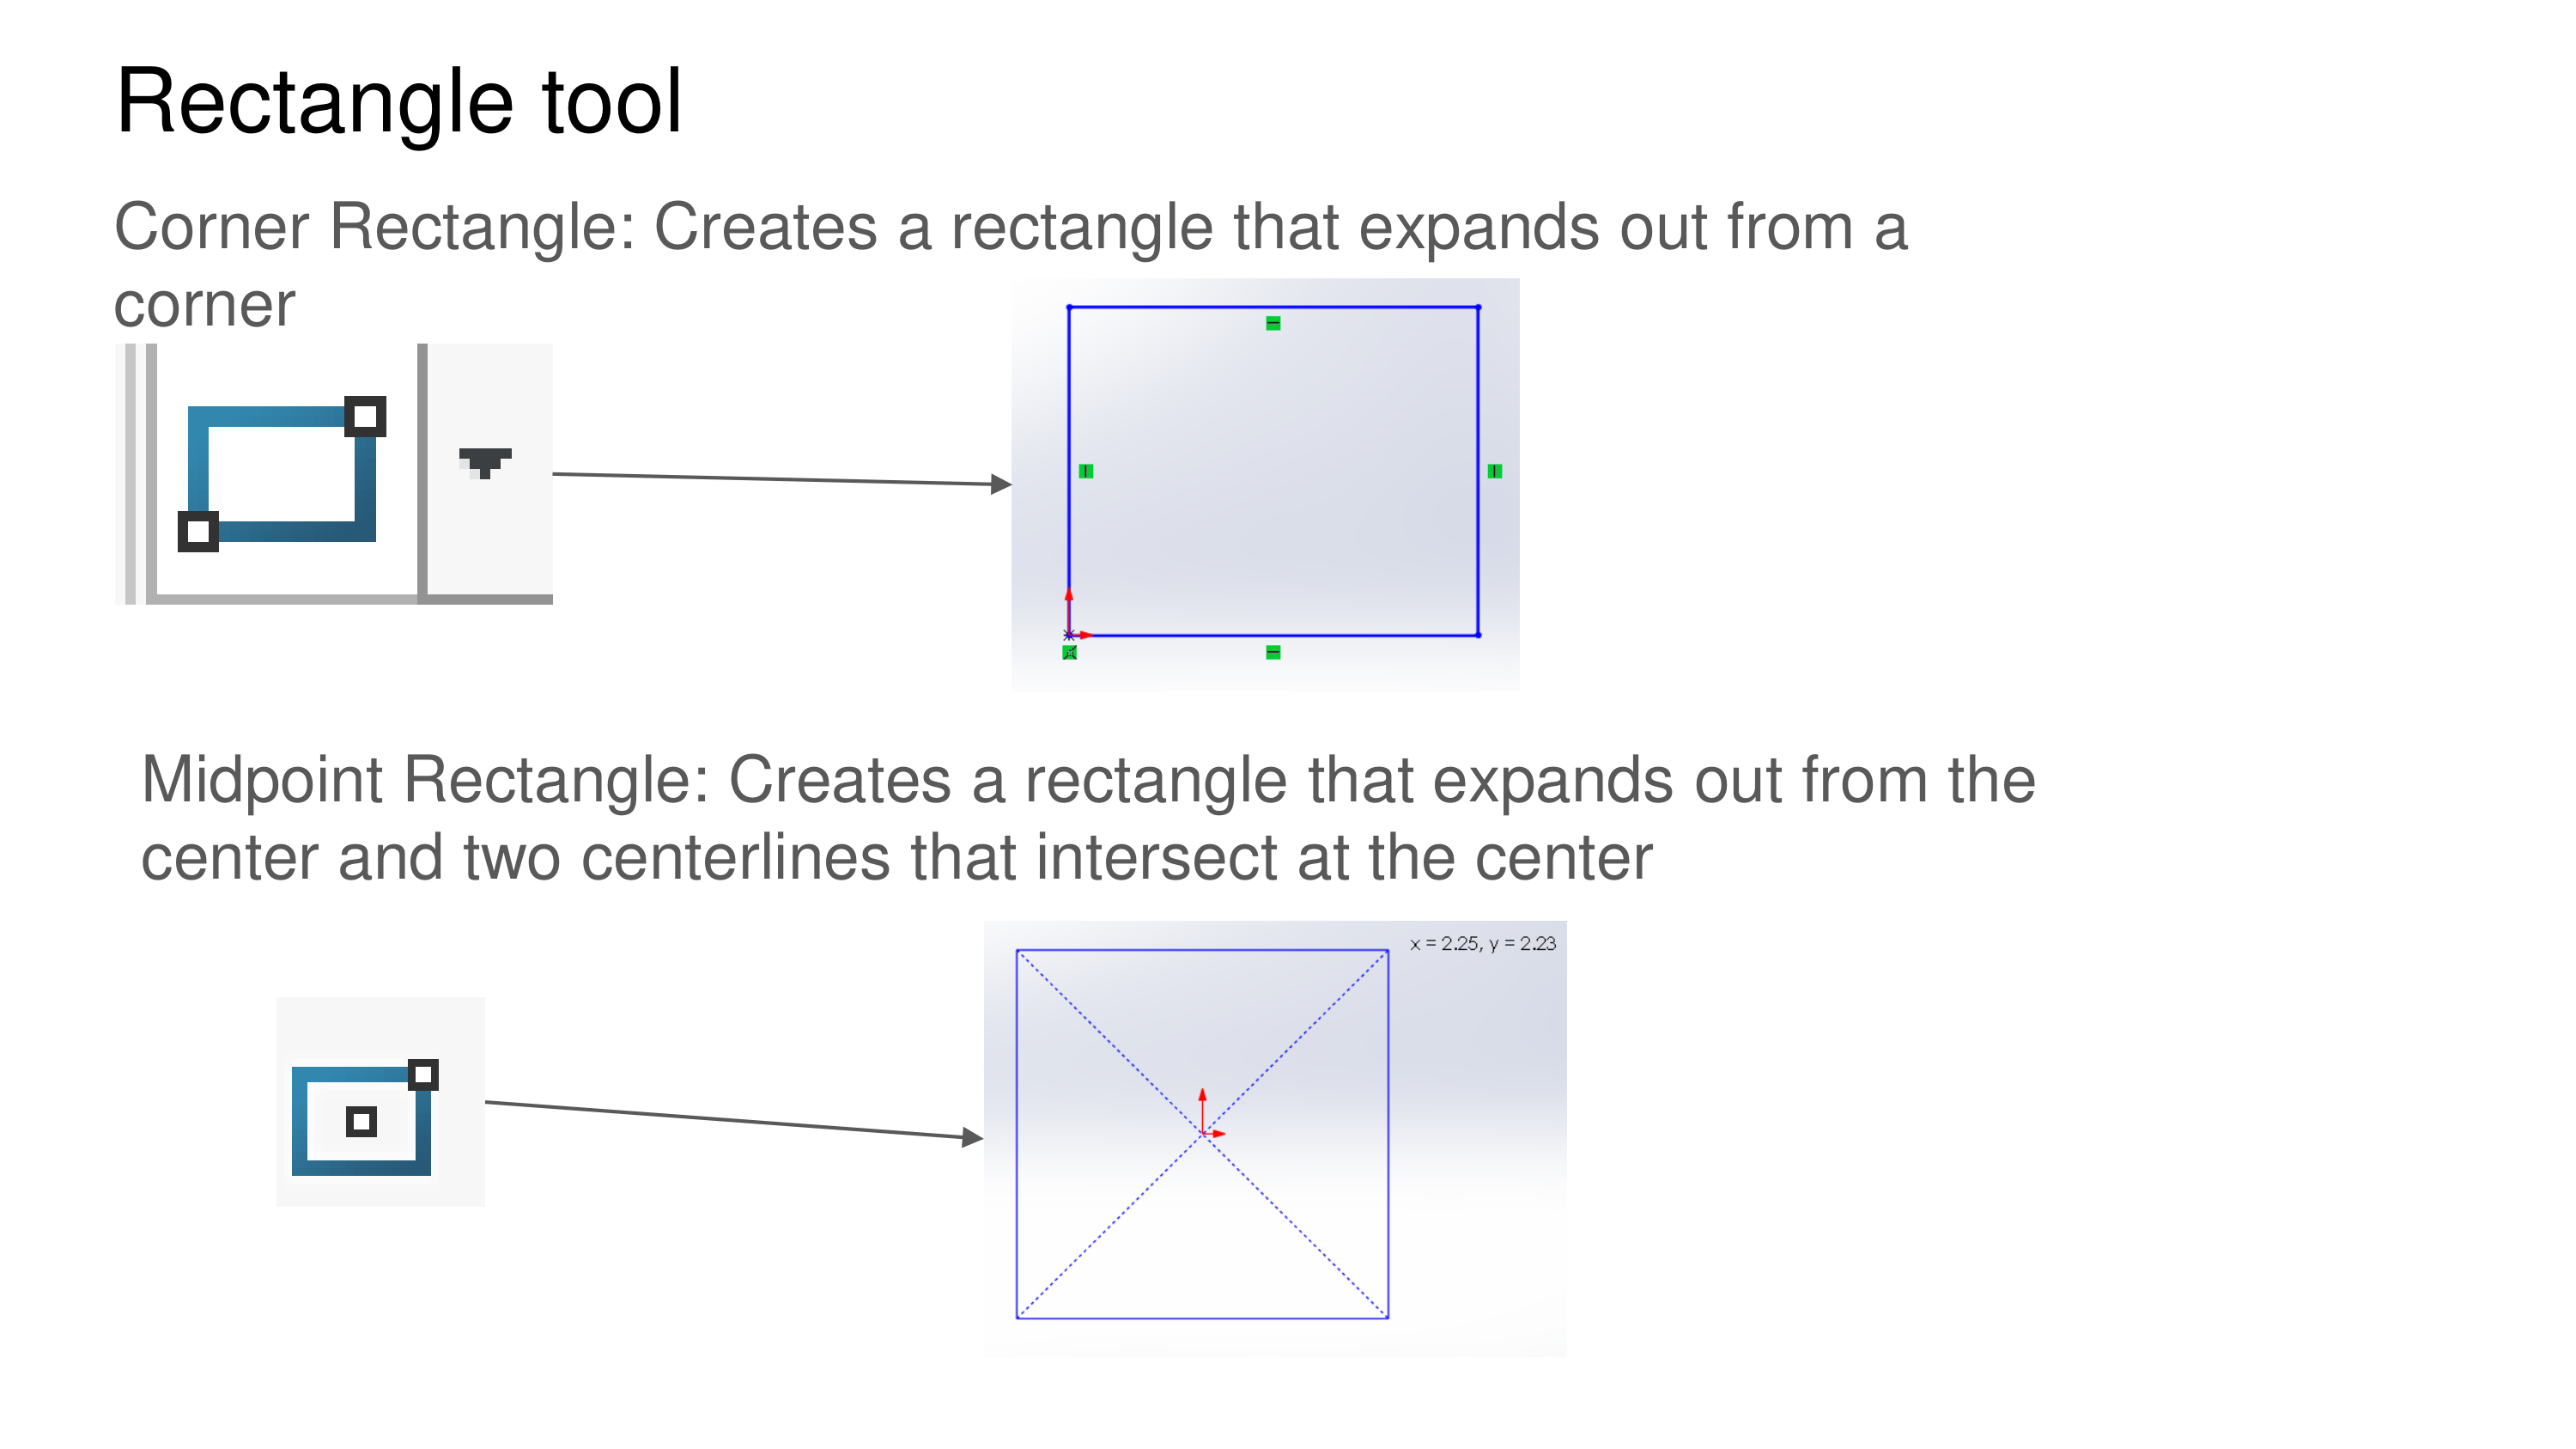 Rectangle tool
Corner Rectangle: Creates a rectangle that expands out from a
corner
Midpoint Rectangle: Creates a rectangle that expands out from the
center and two centerlines that intersect at the center
x = 2.25, y = 2.23